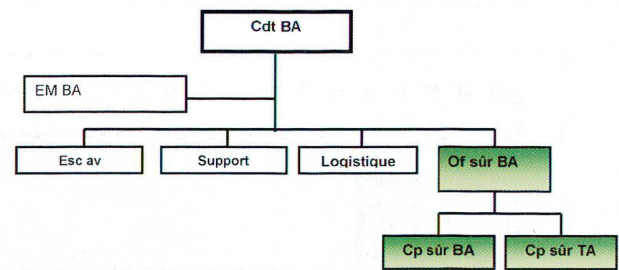 Cdt BA
EM BA
Esc av
Support
Logistique
Of sûr BA
Cp sûr BA
Cp sûr TA